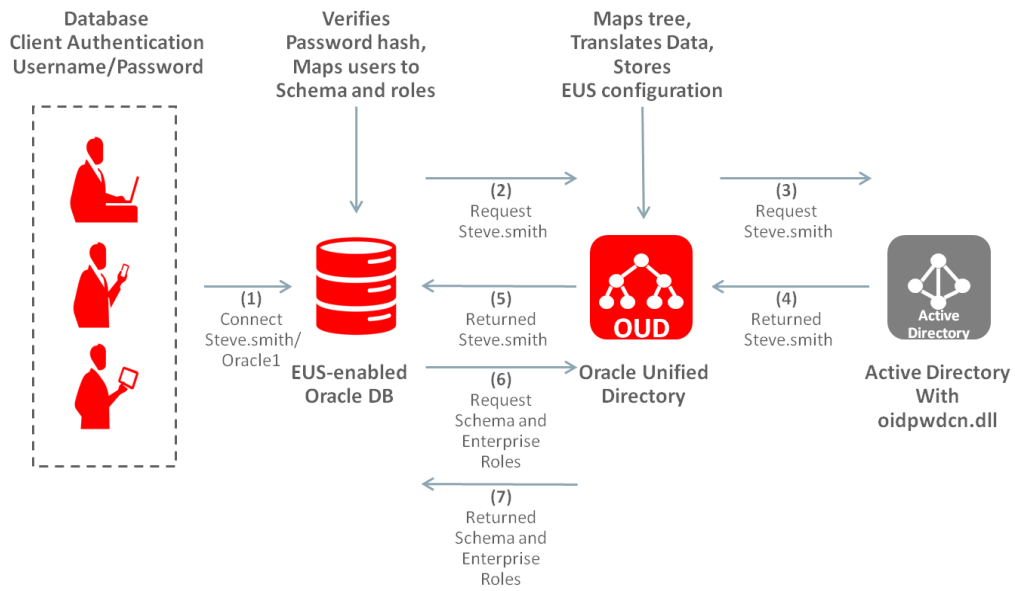 Database
Client Authentication
Username/Password
Verifies
Password hash,
Maps users to
Schema and roles
Maps tree,
Translates Data,
Stores
EUS configuration
(1)
Connect
Steve.smith/
Oracle1
EUS-enabled
Oracle DB
(2)
Request
Steve.smith
(5)
Returned
Steve.smith
(6)
Request
Schema and
Enterprise
Roles
(7)
Returned
Schema and
Enterprise
Roles
OUD
Oracle Unified
Directory
(3)
Request
Steve.smith
(4)
Returned
Steve.smith
Active
Directory
Active Directory
With
oidpwdcn.dll